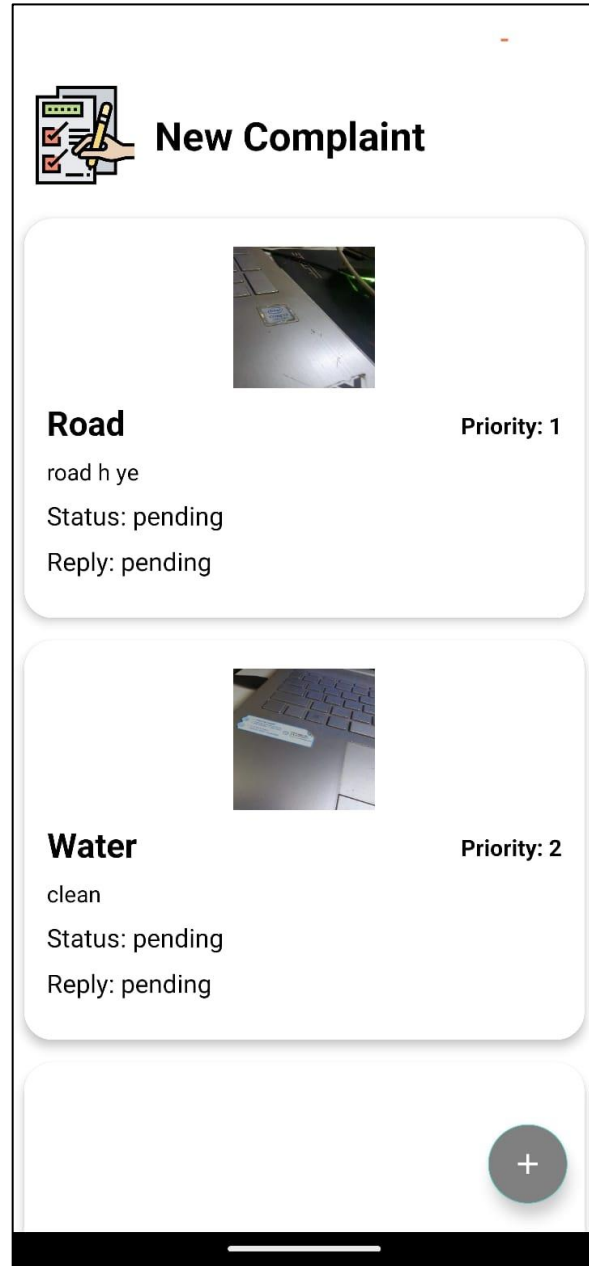 New Complaint
Road
Priority: 1
road h ye
Status: pending
Reply: pending
Water
Priority: 2
clean
Status: pending
Reply: pending
+